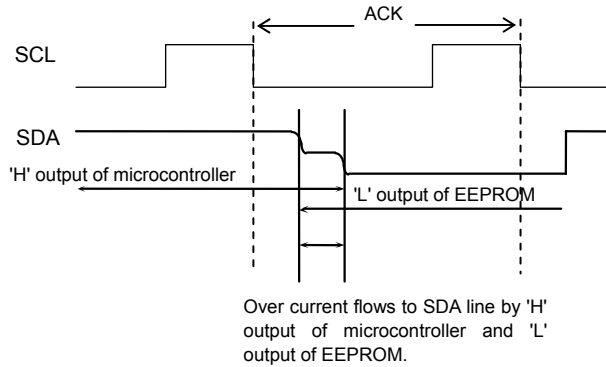 ACK
SCL
SDA
'H' output of microcontroller
'L' output of EEPROM
Over current flows to SDA line by 'H'
output of microcontroller and 'L'
output of EEPROM.